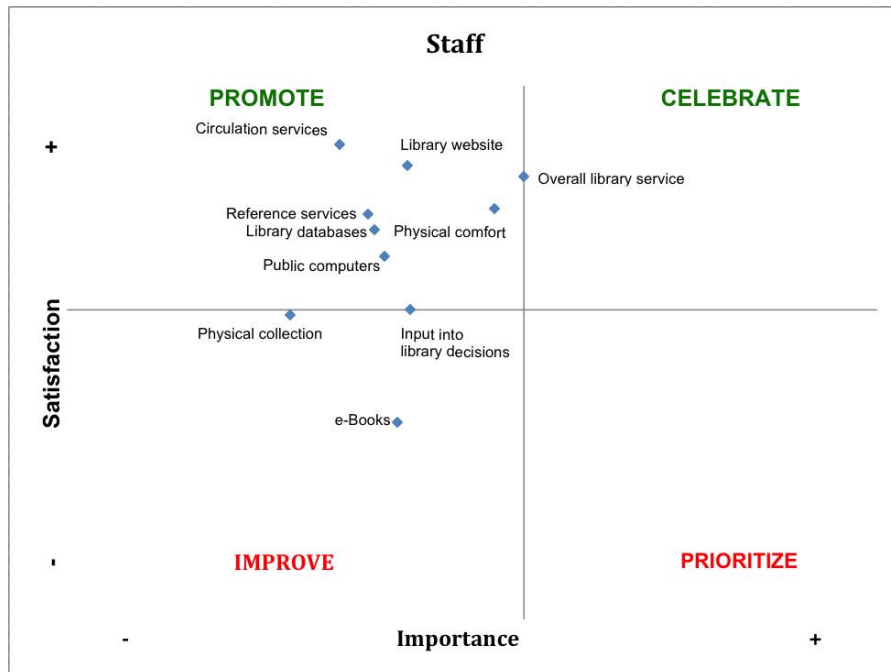 Staff
PROMOTE
CELEBRATE
Circulation services
+
Library website
Overall library service
Reference services
Library databases
Physical comfort
Public computers
Satisfaction
Physical collection
Input into
library decisions
e-Books
-
IMPROVE
PRIORITIZE
-
Importance
+